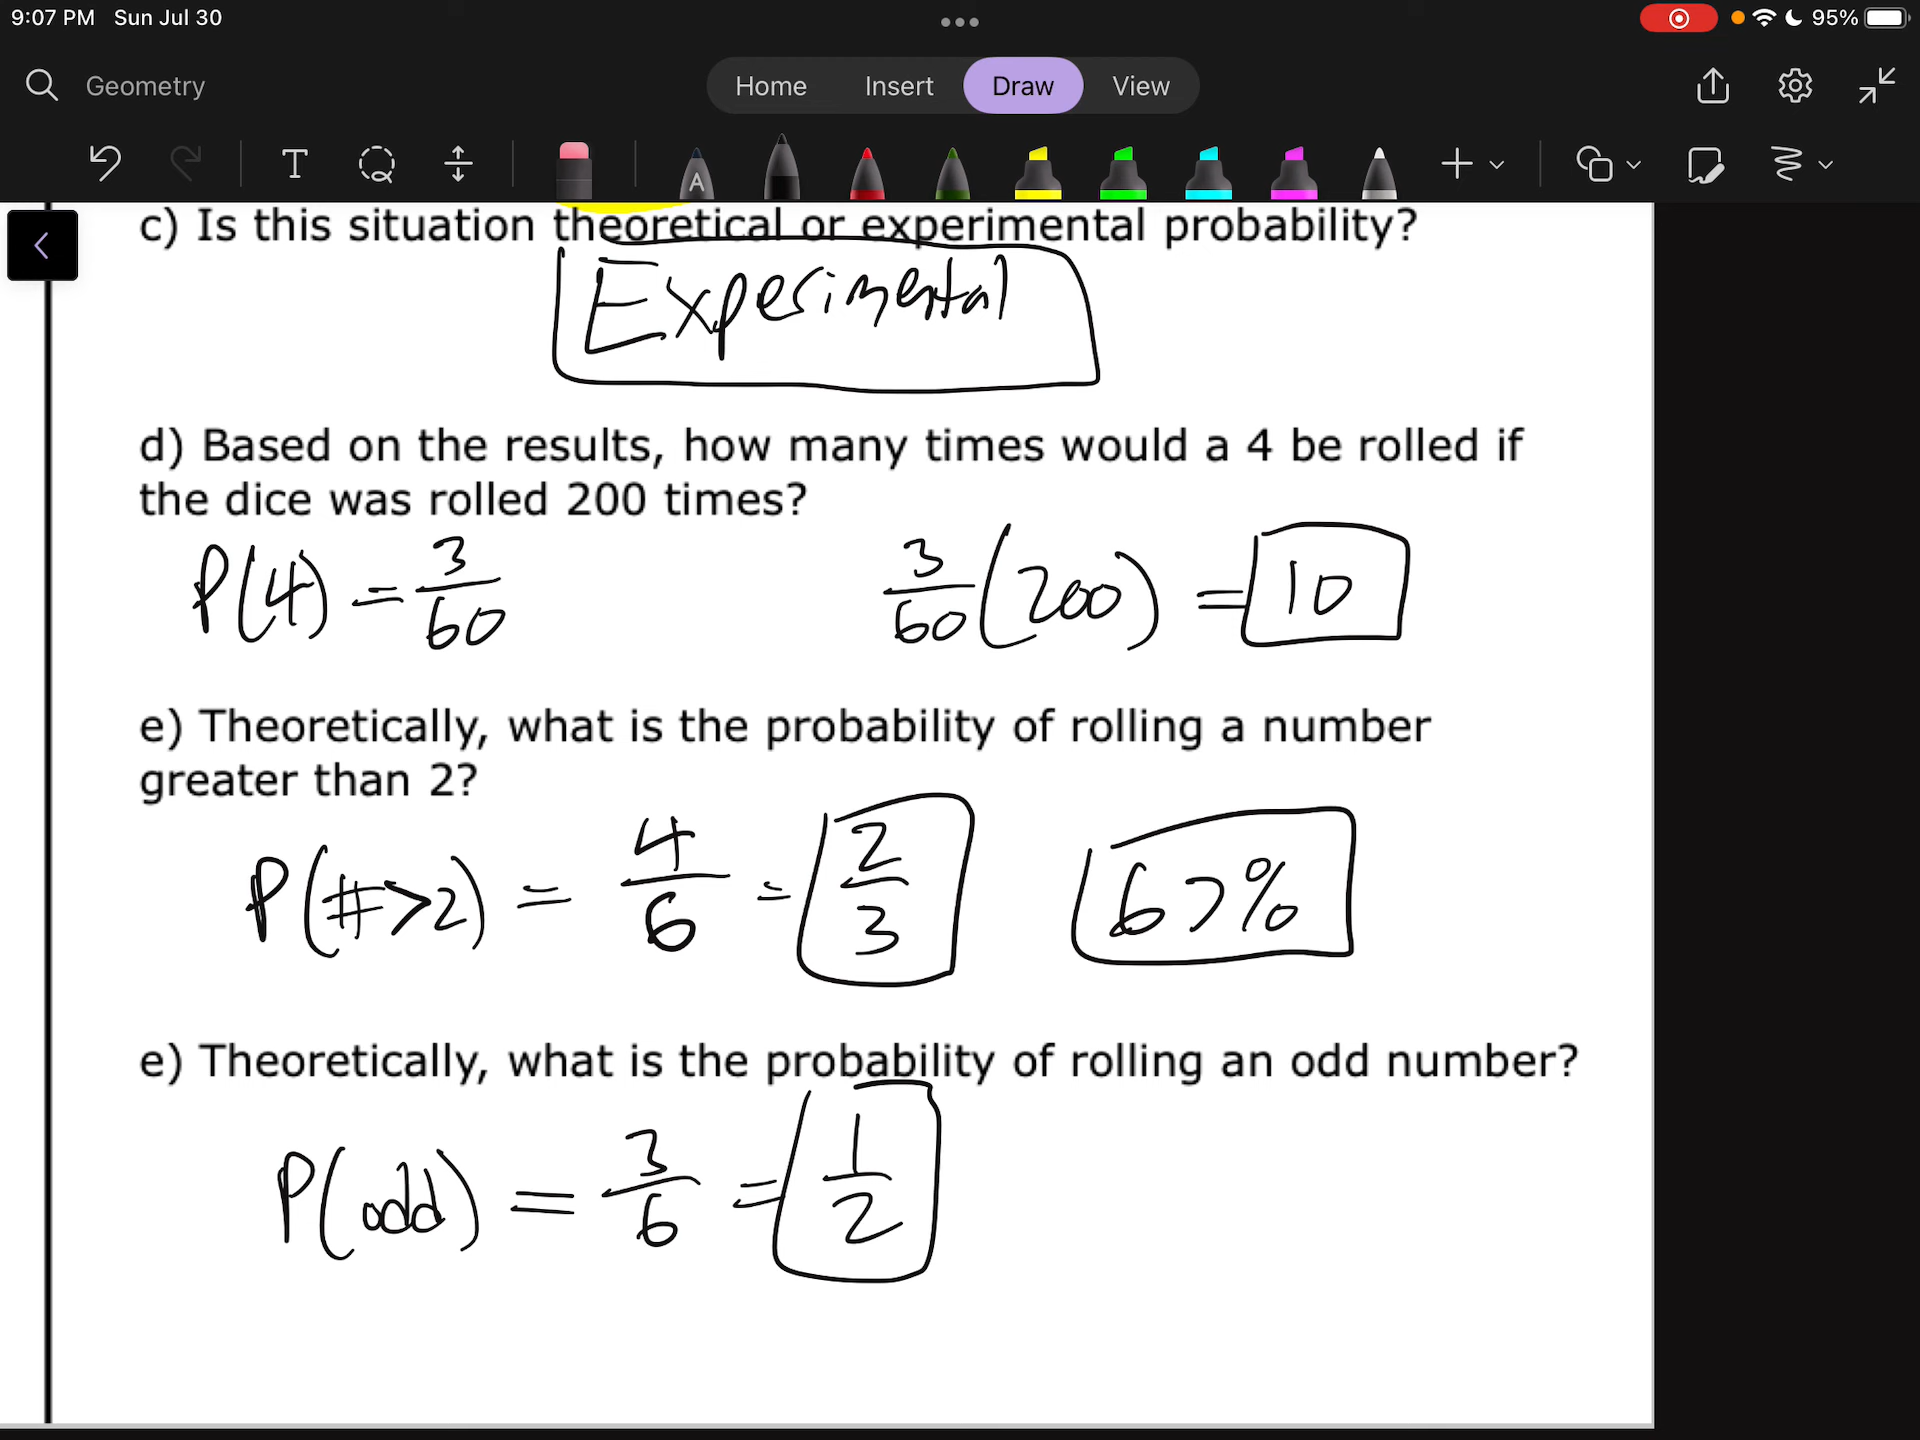 9:07 PM Sun Jul 30
95%
Geometry
Home Insert Draw View
T
A
c) Is this situation theoretical or experimental probability?
Experimental
d) Based on the results, how many times would a 4 be rolled if
the dice was rolled 200 times?
P(4) = 3/60 3/60 (200) = 10
e) Theoretically, what is the probability of rolling a number
greater than 2?
P(#>2) = 4/6 = 2/3 67%
e) Theoretically, what is the probability of rolling an odd number?
P(odd) = 3/6 = 1/2